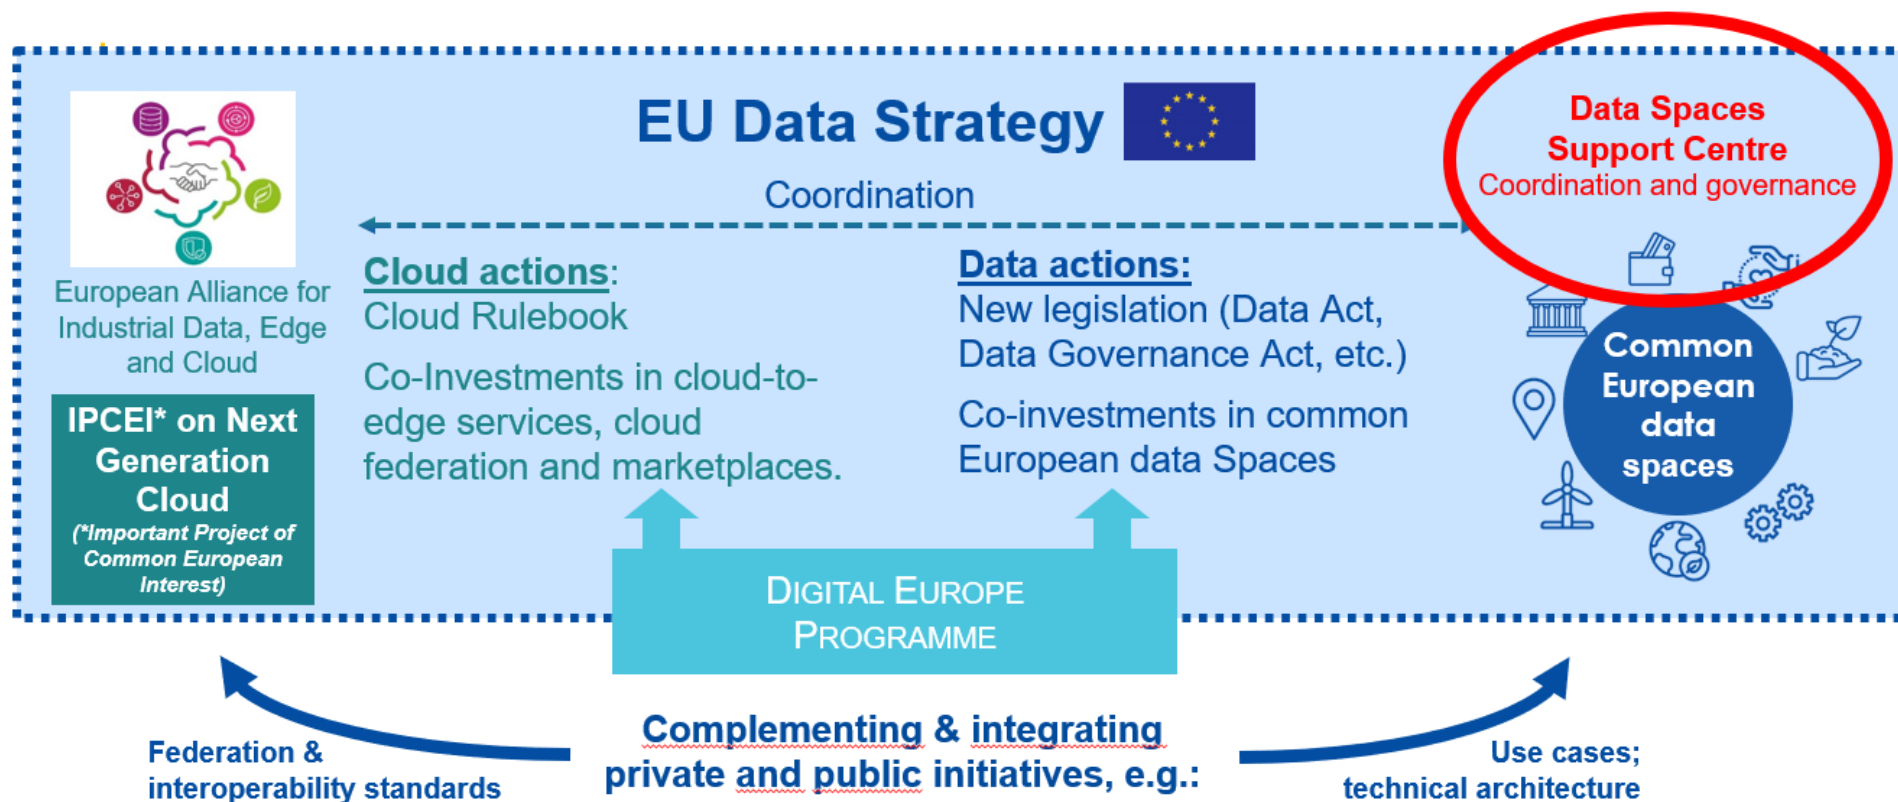 EU Data Strategy
Coordination
European Alliance for
Industrial Data, Edge
and Cloud
IPCEI* on Next
Generation
Cloud
(*Important Project of
Common European
Interest)
Cloud actions:
Cloud Rulebook
Co-Investments in cloud-to-
edge services, cloud
federation and marketplaces.
Data actions:
New legislation (Data Act,
Data Governance Act, etc.)
Co-investments in common
European data Spaces
Data Spaces
Support Centre
Coordination and governance
Common
European
data
spaces
DIGITAL EUROPE
PROGRAMME
Federation &
interoperability standards
Complementing & integrating
private and public initiatives, e.g.:
Use cases;
technical architecture